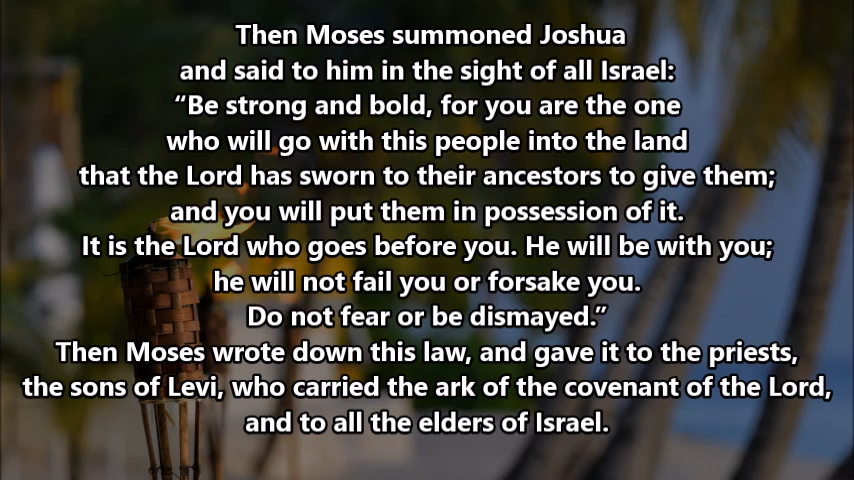 Then Moses summoned Joshua
and said to him in the sight of all Israel:
“Be strong and bold, for you are the one
who will go with this people into the land
that the Lord has sworn to their ancestors to give them;
and you will put them in possession of it.
It is the Lord who goes before you. He will be with you;
he will not fail you or forsake you.
Do not fear or be dismayed.”
Then Moses wrote down this law, and gave it to the priests,
the sons of Levi, who carried the ark of the covenant of the Lord,
and to all the elders of Israel.